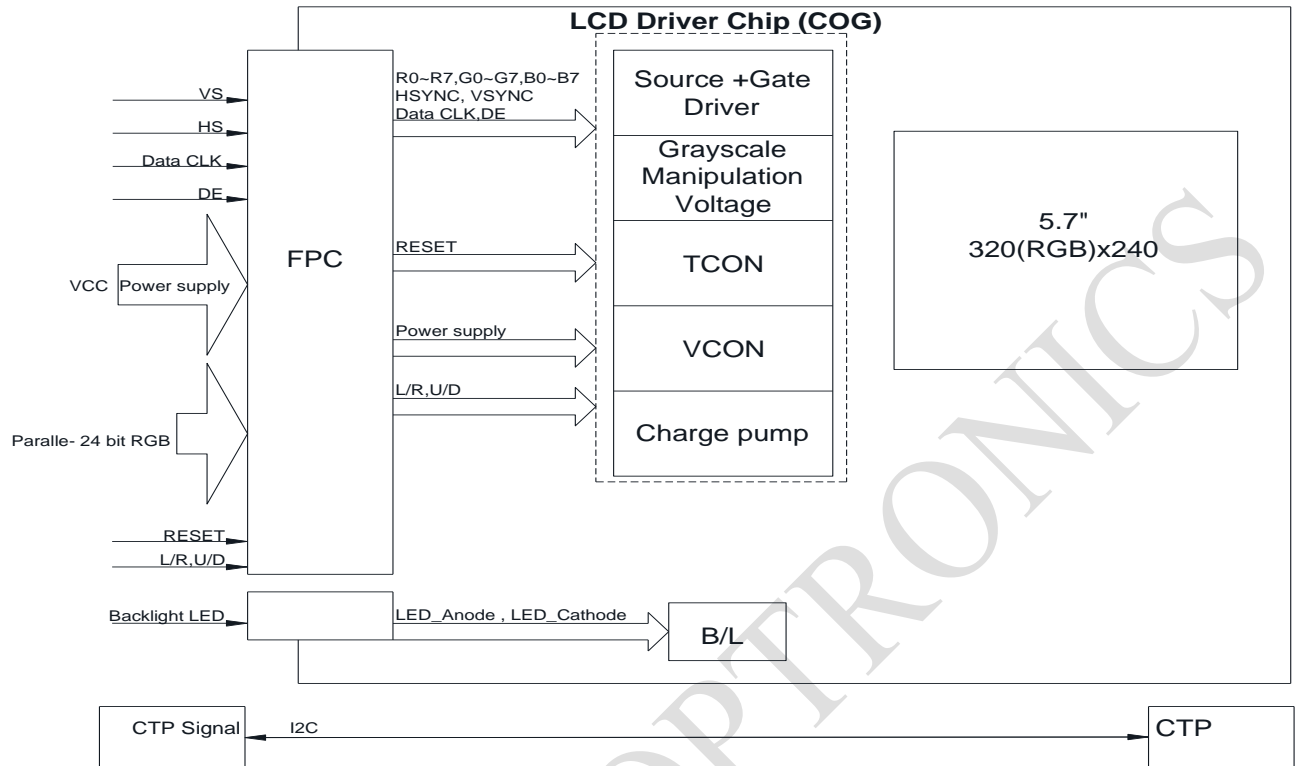 LCD Driver Chip (COG)
VS
HS
Data CLK
DE
VCC Power supply
Paralle- 24 bit RGB
RESET
L/R,U/D
Backlight LED
FPC
R0~R7,G0~G7,B0~B7
HSYNC, VSYNC
Data CLK,DE
RESET
Power supply
L/R,U/D
LED_Anode , LED_Cathode
Source +Gate
Driver
Grayscale
Manipulation
Voltage
TCON
VCON
Charge pump
B/L
5.7"
320(RGB)x240
CTP Signal
I2C
CTP
OPTRONICS